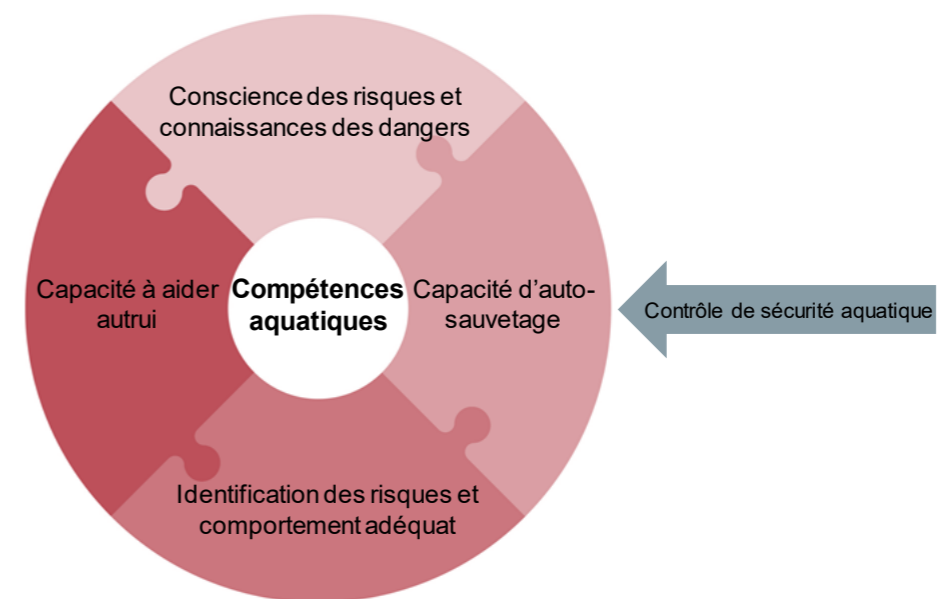 Conscience des risques et
connaissances des dangers
Capacité à aider
autrui
Compétences
aquatiques
Capacité d'auto-
sauvetage
Contrôle de sécurité aquatique
Identification des risques et
comportement adéquat